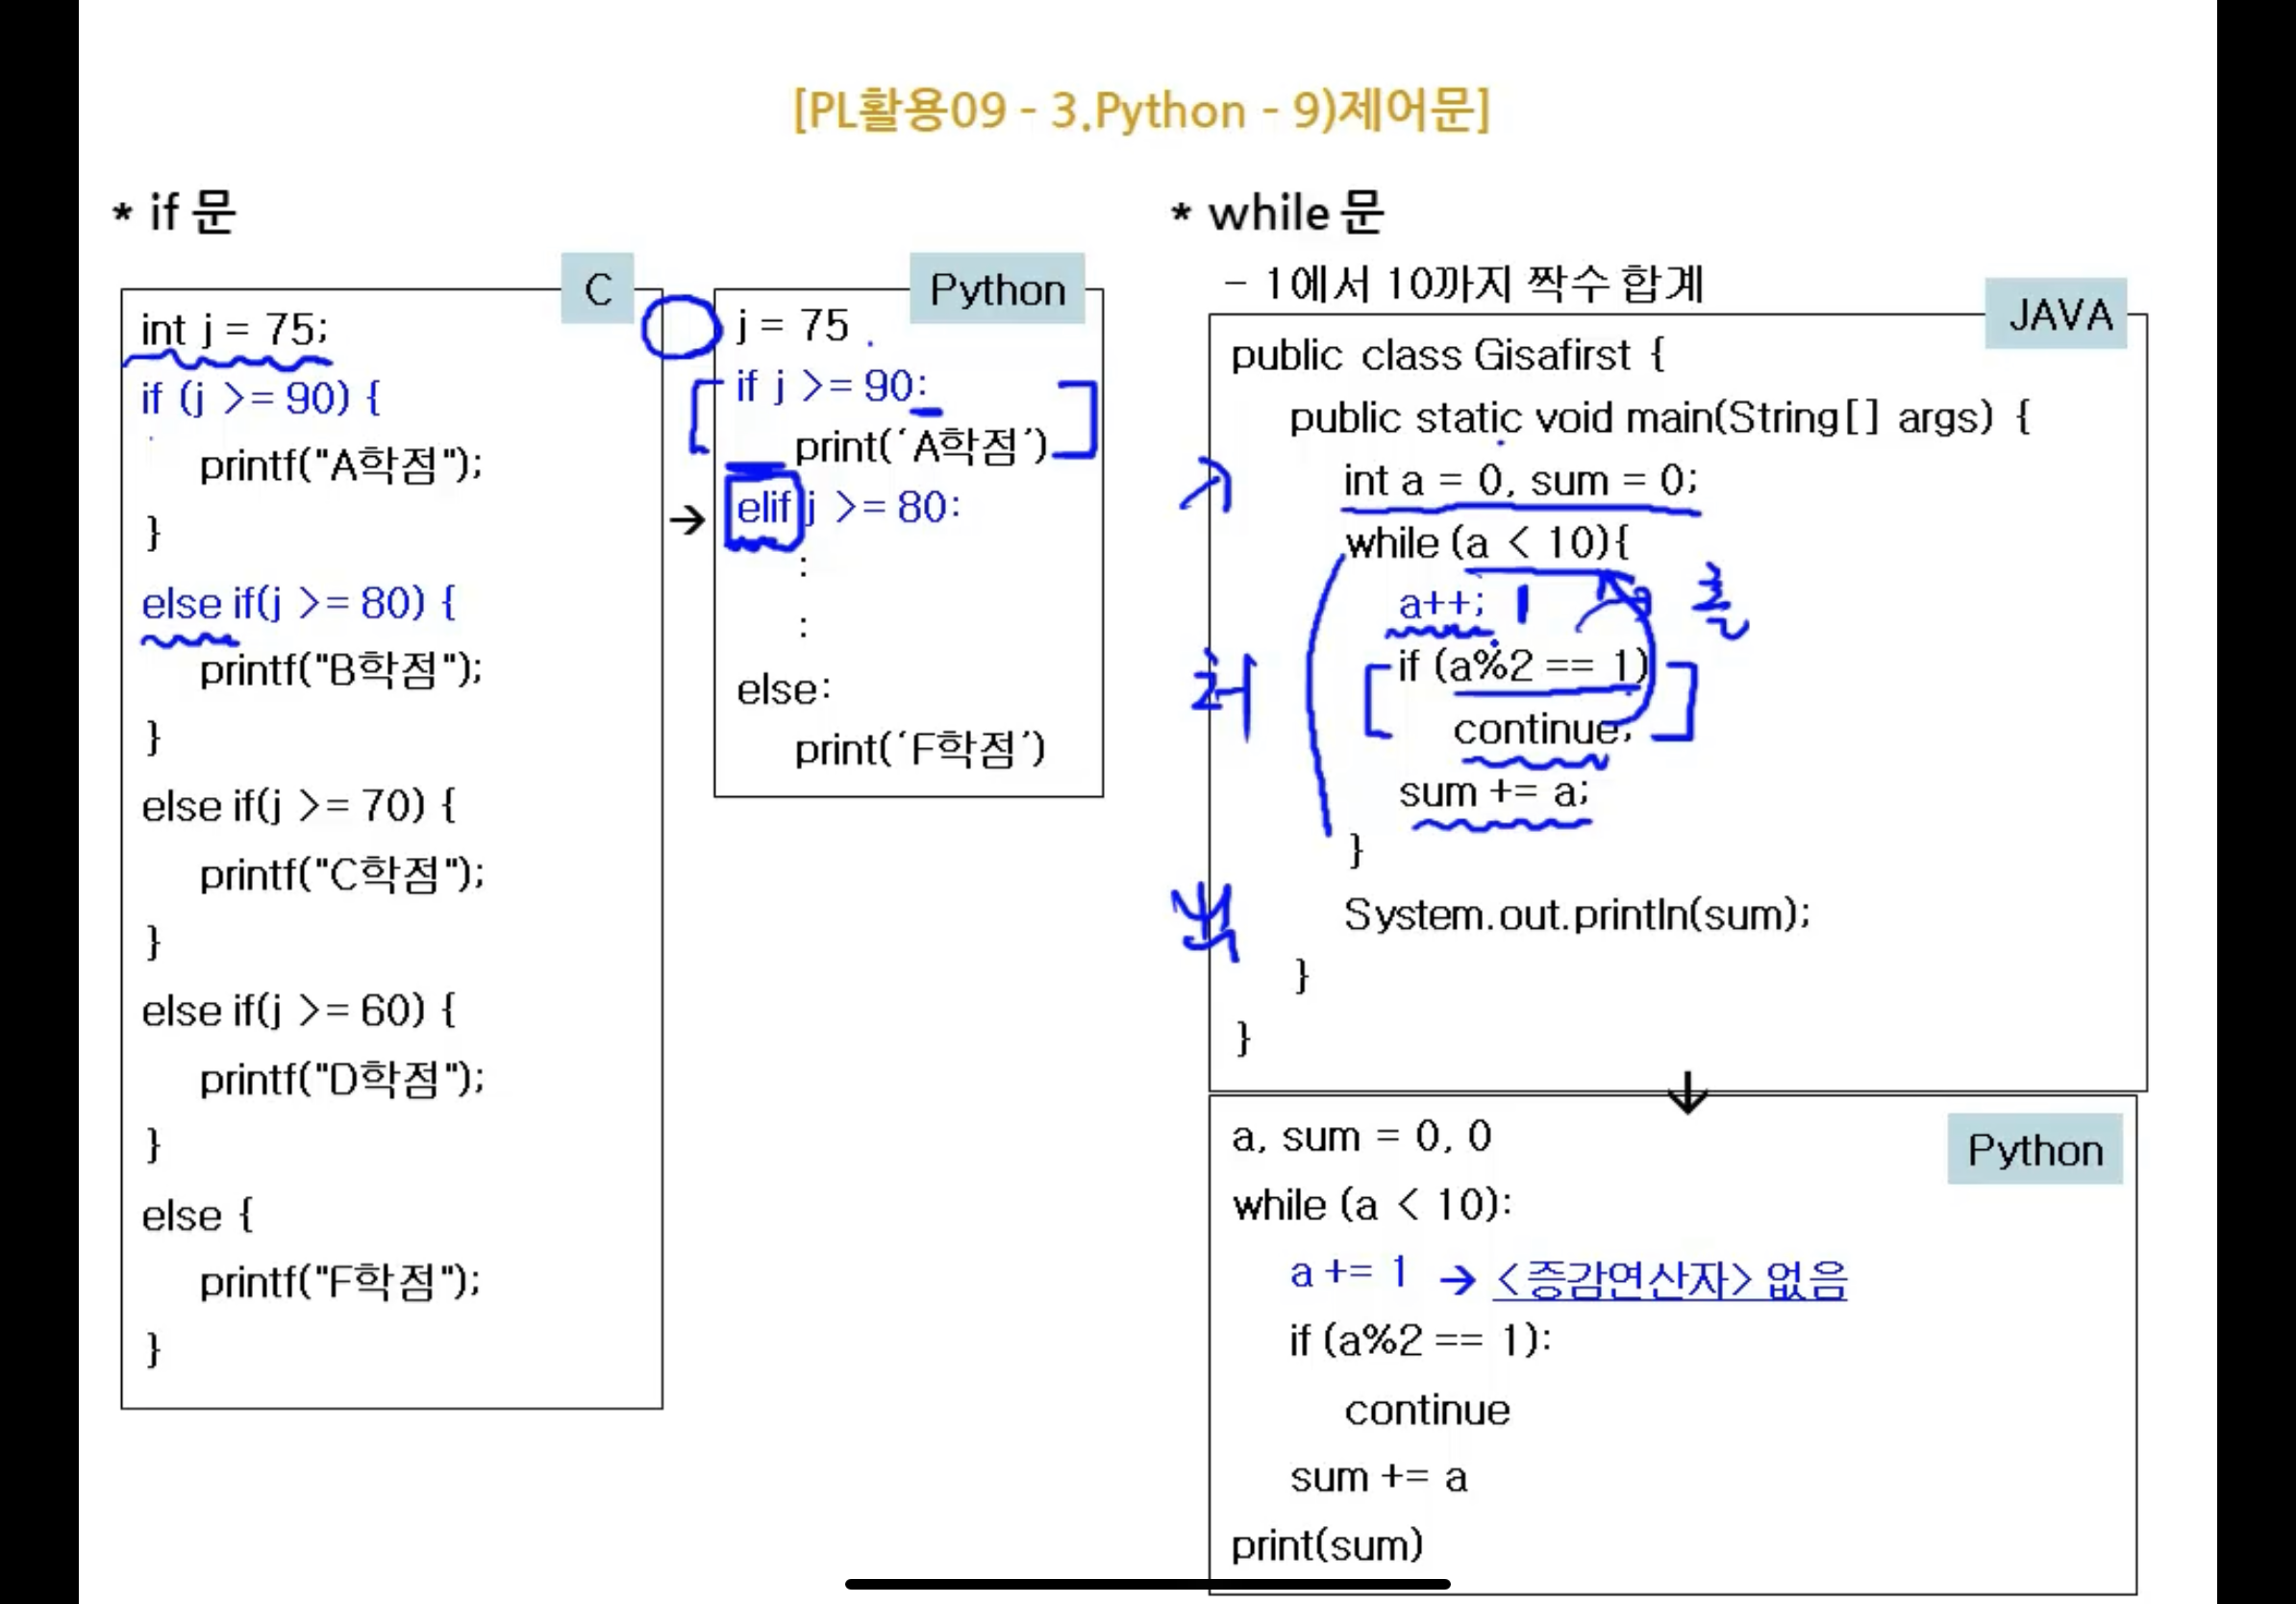 [PL활용09 - 3.Python - 9)제어문]
* if 문
C
int j = 75;
if (j >= 90) {
printf("A학점");
}
else if(j >= 80) {
printf("B학점");
}
else if(j >= 70) {
printf("C학점");
}
else if(j >= 60) {
printf("D학점");
}
else {
printf("F학점");
}
→
Python
j = 75
if j >= 90:
print('A학점')
elif j >= 80:
:
:
else:
print('F학점')
* while 문
- 1에서 10까지 짝수 합계
JAVA
public class Gisafirst {
public static void main(String[] args) {
int a = 0, sum = 0;
while (a < 10){
a++; 1
if (a%2 == 1)
continue;
sum += a;
}
System.out.println(sum);
}
}
↓
Python
a, sum = 0, 0
while (a < 10):
a += 1 → <증감연산자> 없음
if (a%2 == 1):
continue
sum += a
print(sum)